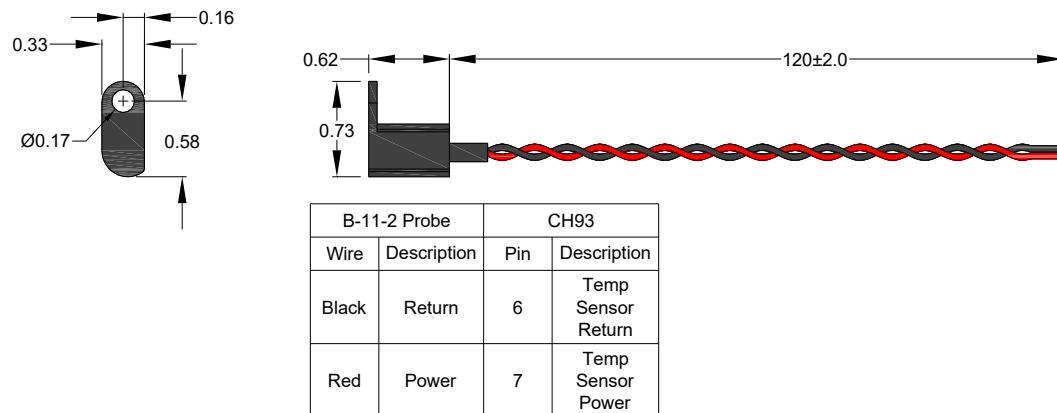 0.16
0.33
Ø0.17
0.58
0.62
120±2.0
0.73
B-11-2 Probe CH93
Wire Description Pin Description
Black Return 6 Temp Sensor Return
Red Power 7 Temp Sensor Power